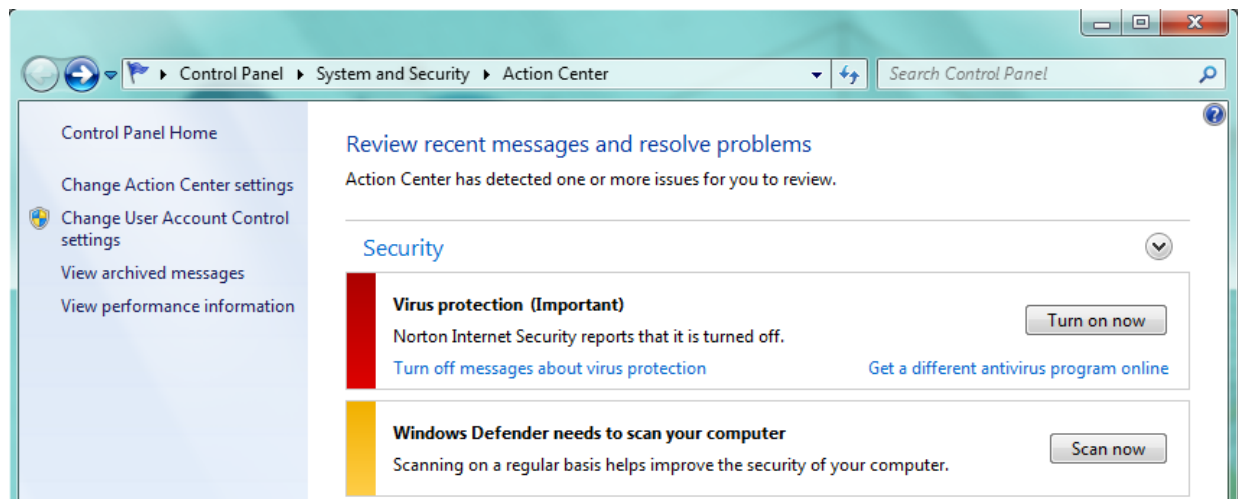 Control Panel ▸ System and Security ▸ Action Center
Search Control Panel
Control Panel Home
Change Action Center settings
Change User Account Control
settings
View archived messages
View performance information
Review recent messages and resolve problems
Action Center has detected one or more issues for you to review.
Security
Virus protection (Important)
Norton Internet Security reports that it is turned off.
Turn on now
Turn off messages about virus protection
Get a different antivirus program online
Windows Defender needs to scan your computer
Scanning on a regular basis helps improve the security of your computer.
Scan now